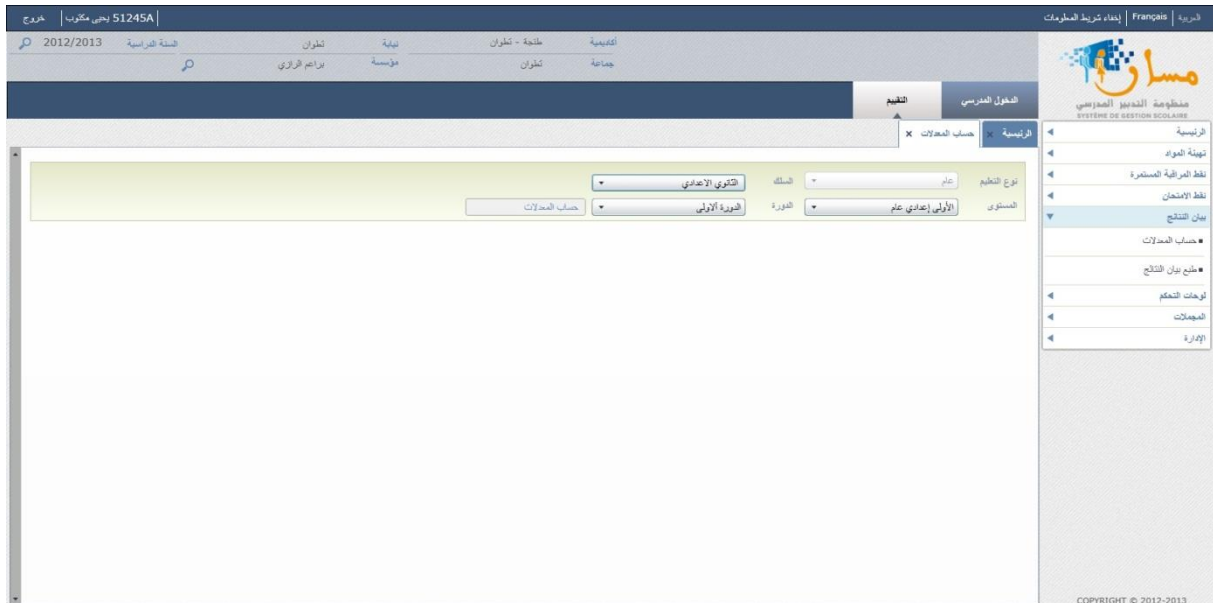 العربية | Français | إخفاء شريط المعلومات
51245A يحيى مكتوب | خروج
أكاديمية طنجة - تطوان نيابة تطوان السنة الدراسية 2012/2013
جماعة تطوان مؤسسة براعم الرازي
مسار
منظومة التدبير المدرسي
SYSTÈME DE GESTION SCOLAIRE
الدخول المدرسي التقييم
الرئيسية x حساب المعدلات x
نوع التعليم عام السلك الثانوي الاعدادي
المستوى الأولى إعدادي عام الدورة الدورة الاولى حساب المعدلات
الرئيسية
تهيئة المواد
نقط المراقبة المستمرة
نقط الامتحان
بيان النتائج
حساب المعدلات
طبع بيان النتائج
لوحات التحكم
المجملات
الإدارة
COPYRIGHT © 2012-2013